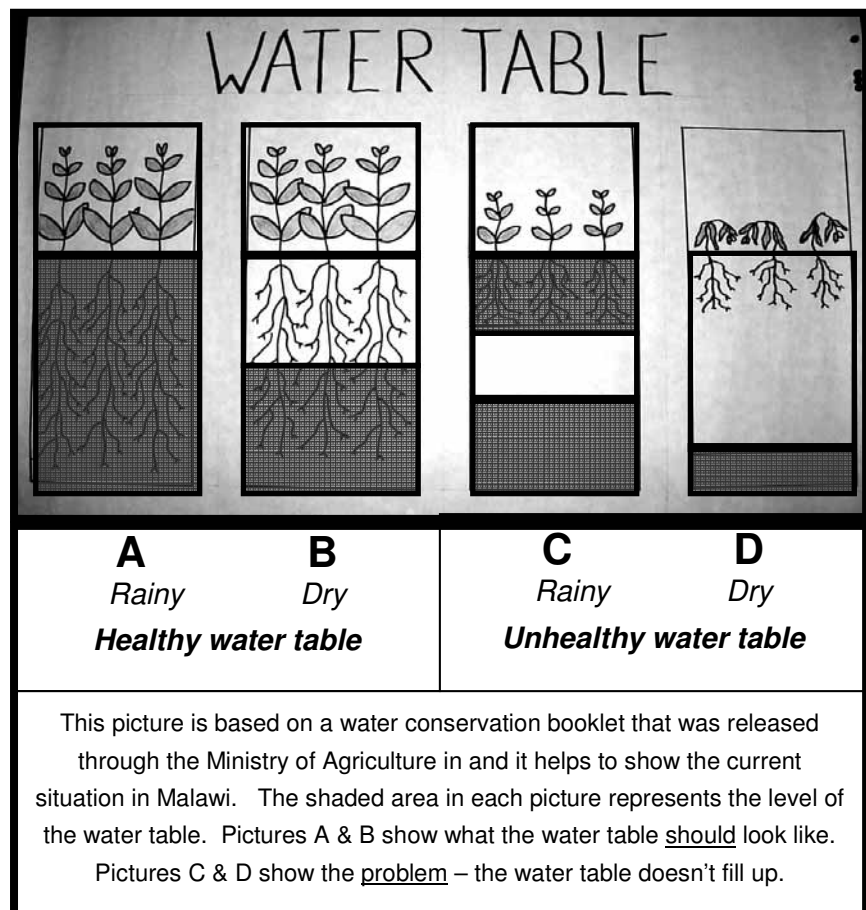 WATER TABLE
A B C D
Rainy Dry Rainy Dry
Healthy water table Unhealthy water table
This picture is based on a water conservation booklet that was released
through the Ministry of Agriculture in and it helps to show the current
situation in Malawi. The shaded area in each picture represents the level of
the water table. Pictures A & B show what the water table should look like.
Pictures C & D show the problem – the water table doesn't fill up.